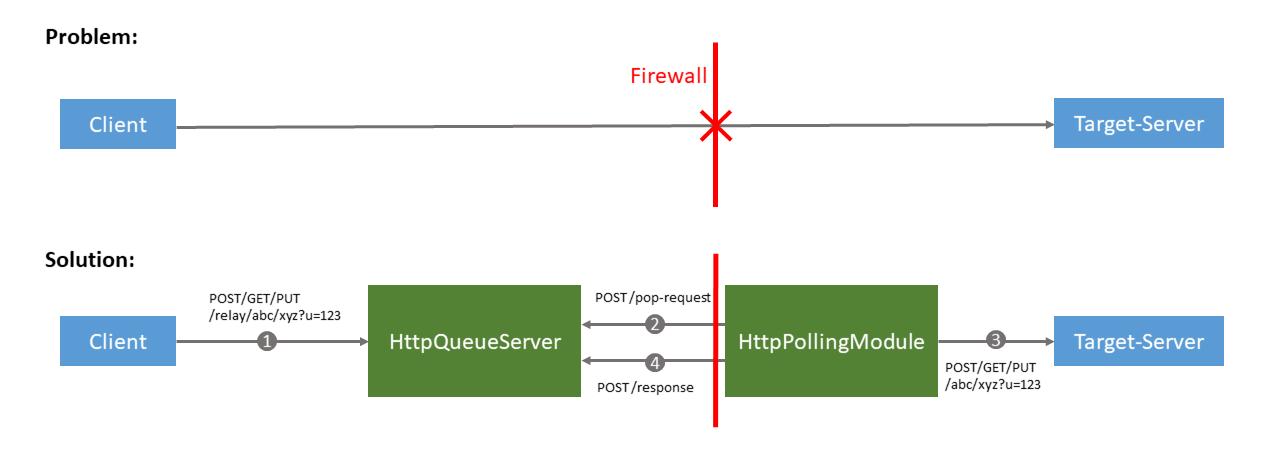 Problem:
Firewall
Client
Target-Server
Solution:
POST/GET/PUT
/relay/abc/xyz?u=123
Client
1
HttpQueueServer
POST/pop-request
2
4
POST/response
HttpPollingModule
3
POST/GET/PUT
/abc/xyz?u=123
Target-Server